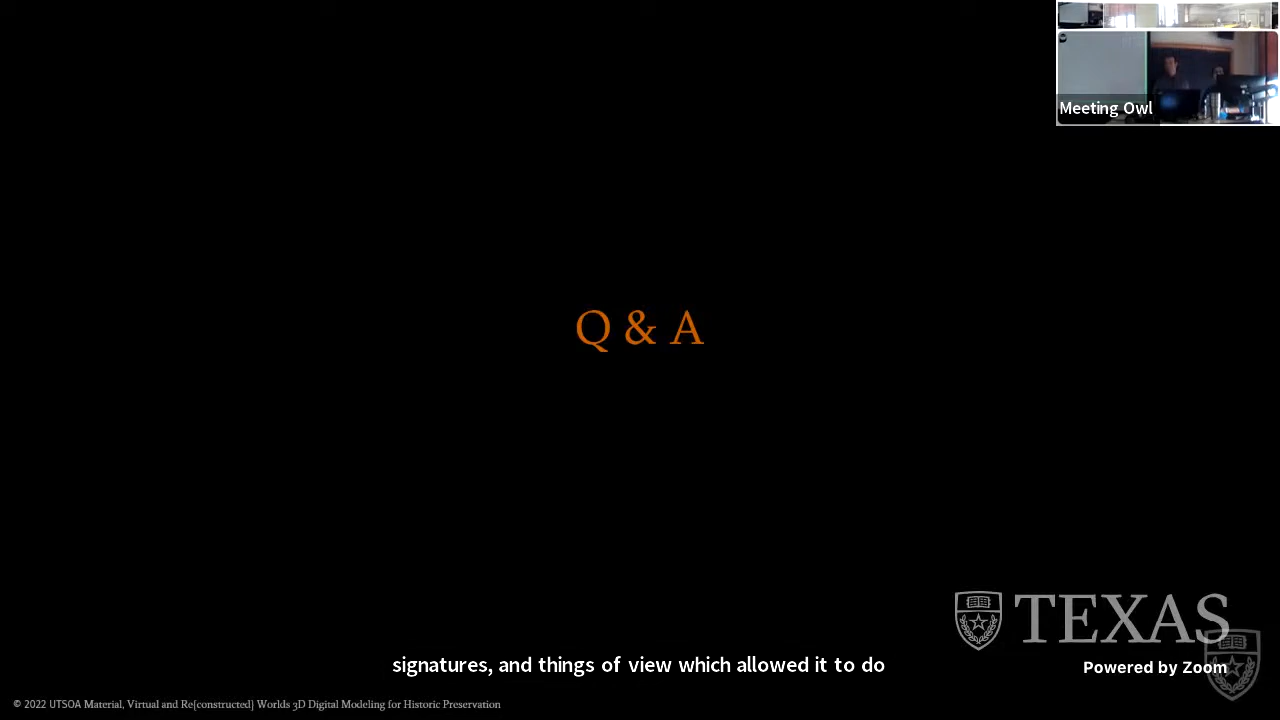 Meeting Owl
Q & A
TEXAS
signatures, and things of view which allowed it to do
Powered by Zoom
© 2022 UTSOA Material, Virtual and Re[constructed] Worlds 3D Digital Modeling for Historic Preservation